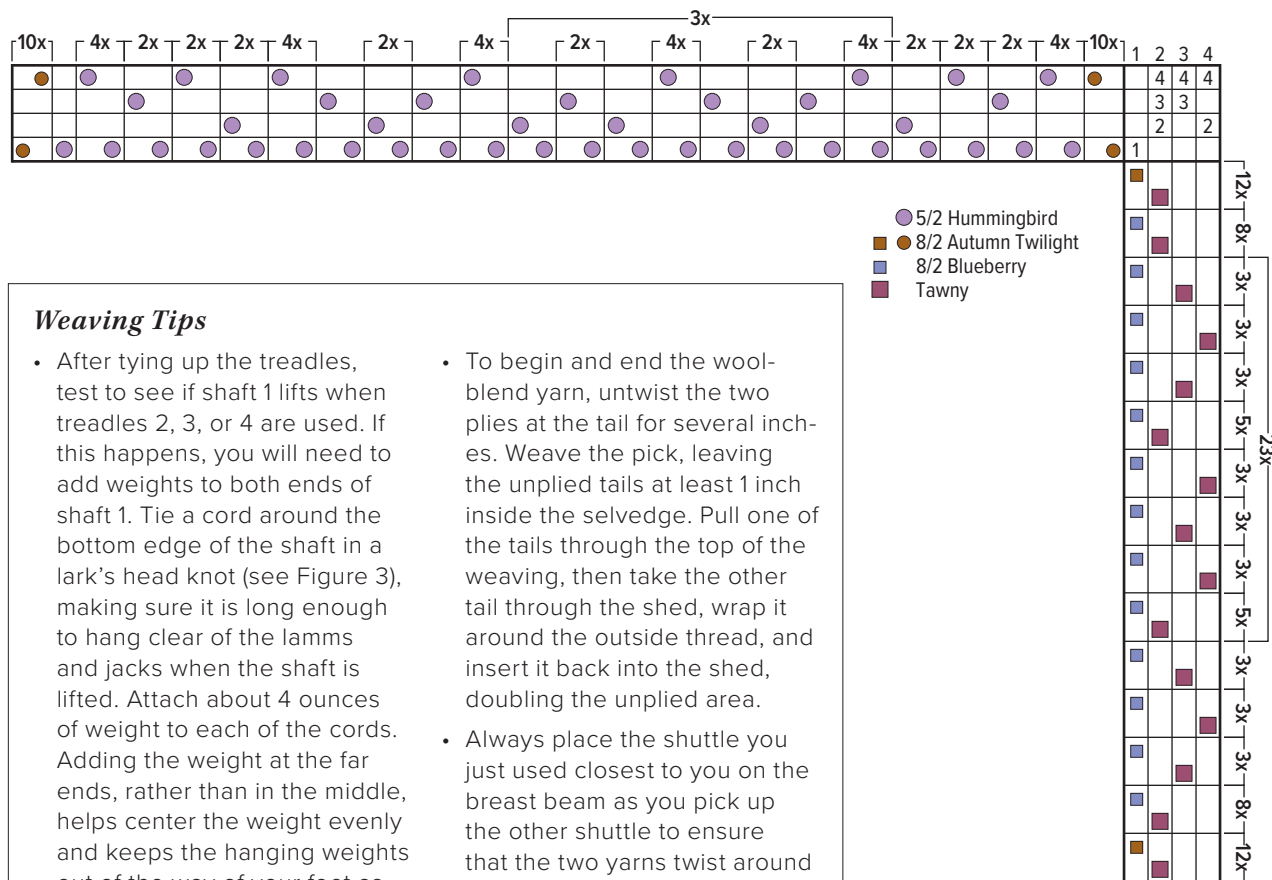 3x
10x 4x 2x 2x 2x 4x 2x 4x 2x 4x 2x 4x 2x 2x 2x 4x 10x
1 2 3 4
4 4 4
3 3
2 2
1
12x
8x
3x
3x
3x
5x
3x
3x
3x
5x
23x
3x
3x
3x
8x
12x
5/2 Hummingbird
8/2 Autumn Twilight
8/2 Blueberry
Tawny
Weaving Tips
• After tying up the treadles,
test to see if shaft 1 lifts when
treadles 2, 3, or 4 are used. If
this happens, you will need to
add weights to both ends of
shaft 1. Tie a cord around the
bottom edge of the shaft in a
lark’s head knot (see Figure 3),
making sure it is long enough
to hang clear of the lamms
and jacks when the shaft is
lifted. Attach about 4 ounces
of weight to each of the cords.
Adding the weight at the far
ends, rather than in the middle,
helps center the weight evenly
and keeps the hanging weights
• To begin and end the wool-
blend yarn, untwist the two
plies at the tail for several inch-
es. Weave the pick, leaving
the unplied tails at least 1 inch
inside the selvedge. Pull one of
the tails through the top of the
weaving, then take the other
tail through the shed, wrap it
around the outside thread, and
insert it back into the shed,
doubling the unplied area.
• Always place the shuttle you
just used closest to you on the
breast beam as you pick up
the other shuttle to ensure
that the two yarns twist around